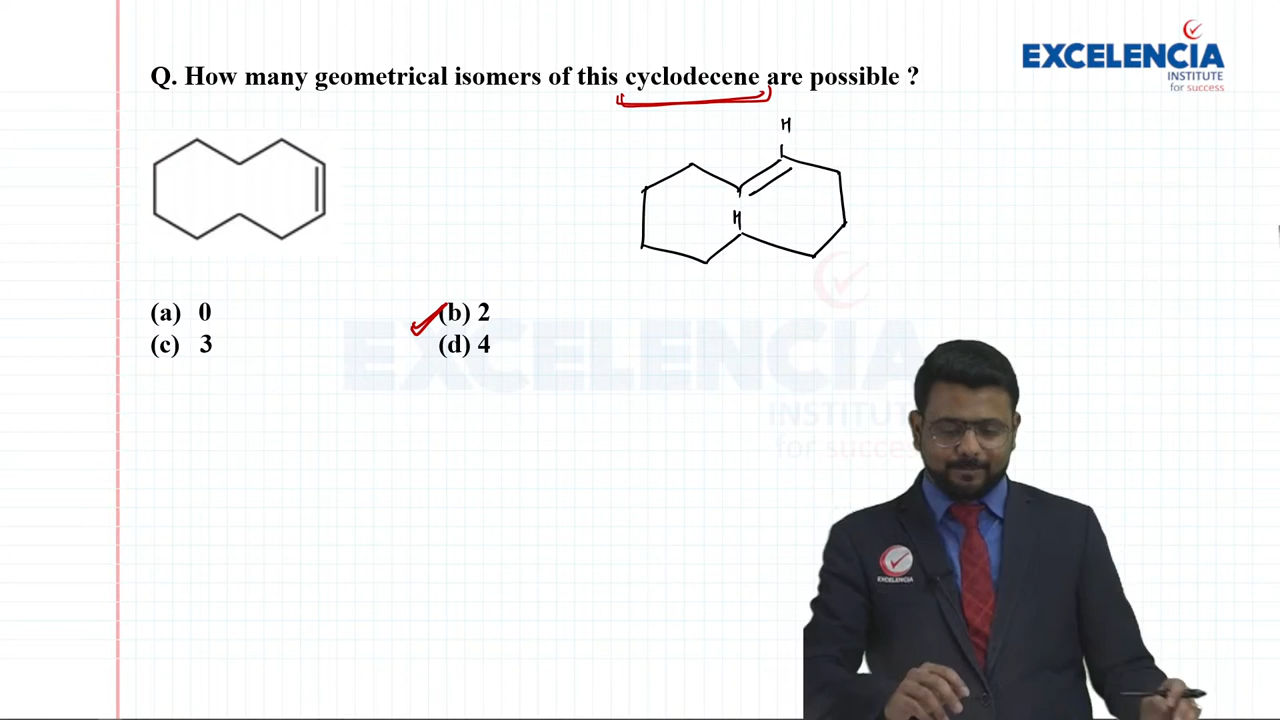 EXCELENCIA
INSTITUTE
for success
Q. How many geometrical isomers of this cyclodecene are possible ?
H
H
(a) 0
(b) 2
(c) 3
(d) 4
EXCELENCIA
INSTITUTE
for success
EXCELENCIA